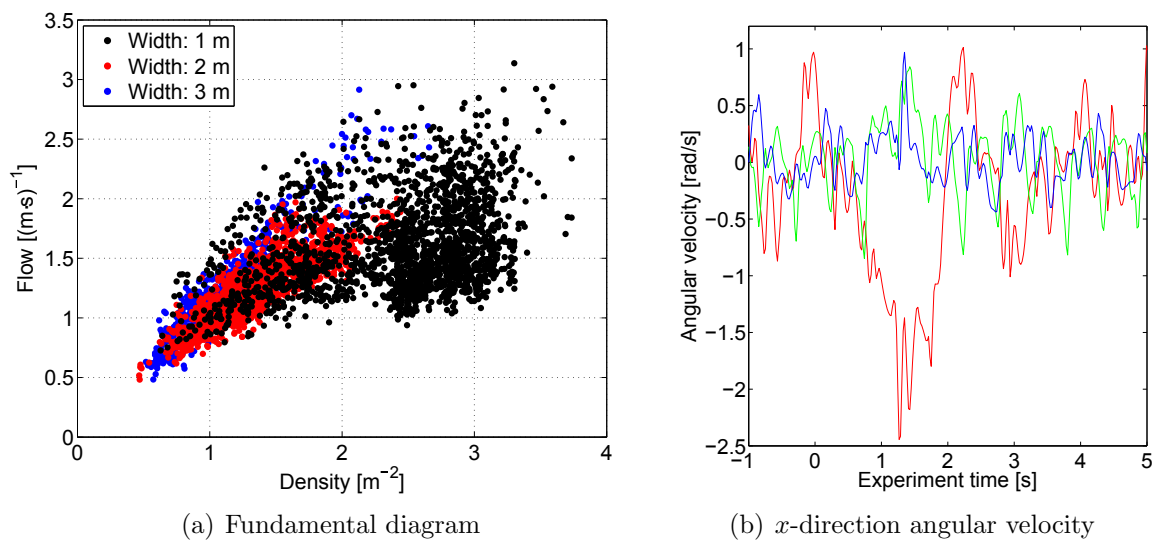 Width: 1 m
Width: 2 m
Width: 3 m
3.5
3
2.5
2
1.5
1
0.5
0
0 1 2 3 4
Flow [(m·s)⁻¹]
Density [m⁻²]
(a) Fundamental diagram
1
0.5
0
−0.5
−1
−1.5
−2
−2.5
−1 0 1 2 3 4 5
Angular velocity [rad/s]
Experiment time [s]
(b) x-direction angular velocity